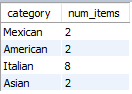 category num_items
Mexican 2
American 2
Italian 8
Asian 2